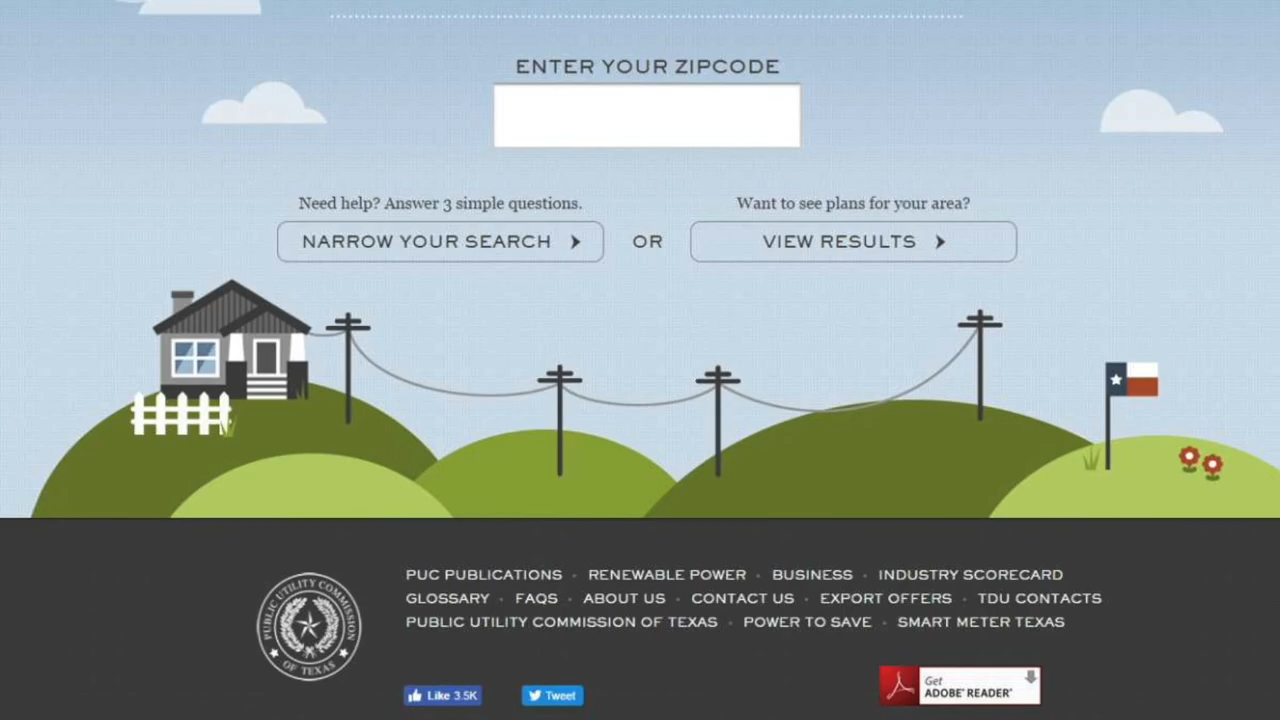 ENTER YOUR ZIPCODE
Need help? Answer 3 simple questions.
NARROW YOUR SEARCH
OR
Want to see plans for your area?
VIEW RESULTS
PUC PUBLICATIONS • RENEWABLE POWER • BUSINESS • INDUSTRY SCORECARD
GLOSSARY • FAQS • ABOUT US • CONTACT US • EXPORT OFFERS • TDU CONTACTS
PUBLIC UTILITY COMMISSION OF TEXAS • POWER TO SAVE • SMART METER TEXAS
PUBLIC UTILITY COMMISSION
OF TEXAS
Like 3.5K
Tweet
Get
ADOBE® READER®